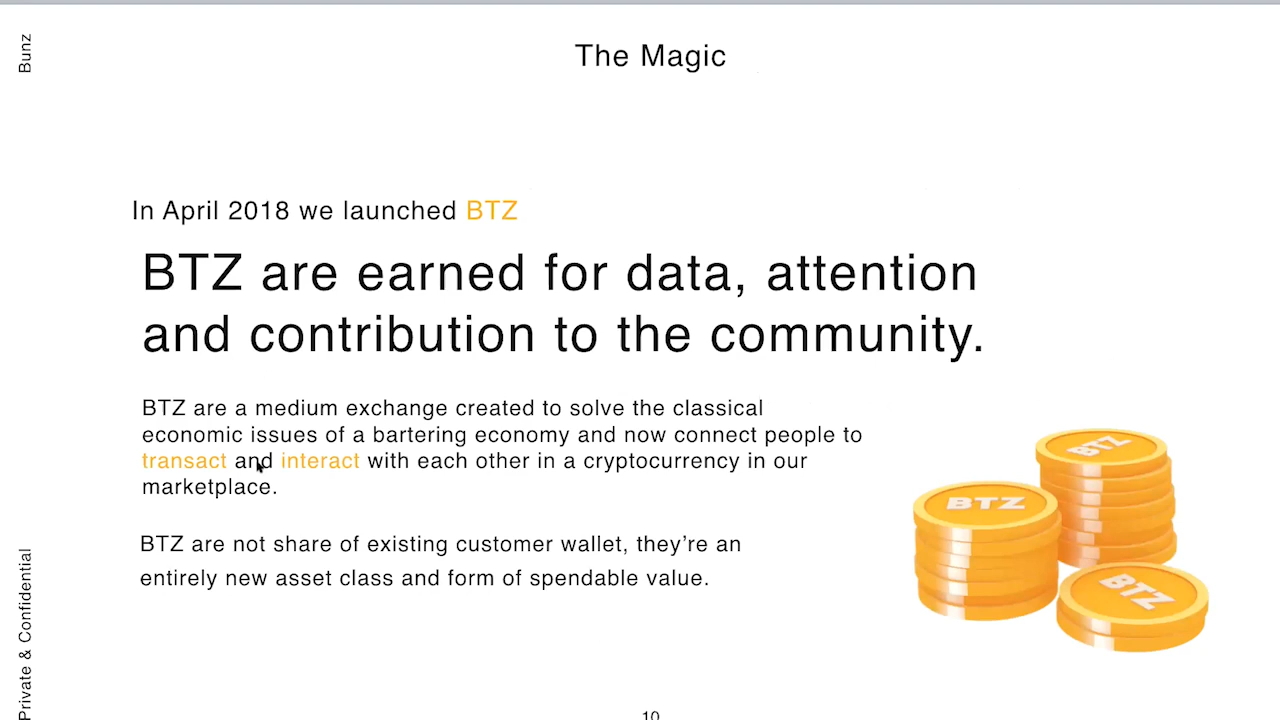 Bunz
The Magic
In April 2018 we launched BTZ
BTZ are earned for data, attention
and contribution to the community.
BTZ are a medium exchange created to solve the classical
economic issues of a bartering economy and now connect people to
transact and interact with each other in a cryptocurrency in our
marketplace.
BTZ are not share of existing customer wallet, they’re an
entirely new asset class and form of spendable value.
BTZ
BTZ
BTZ
Private & Confidential
10